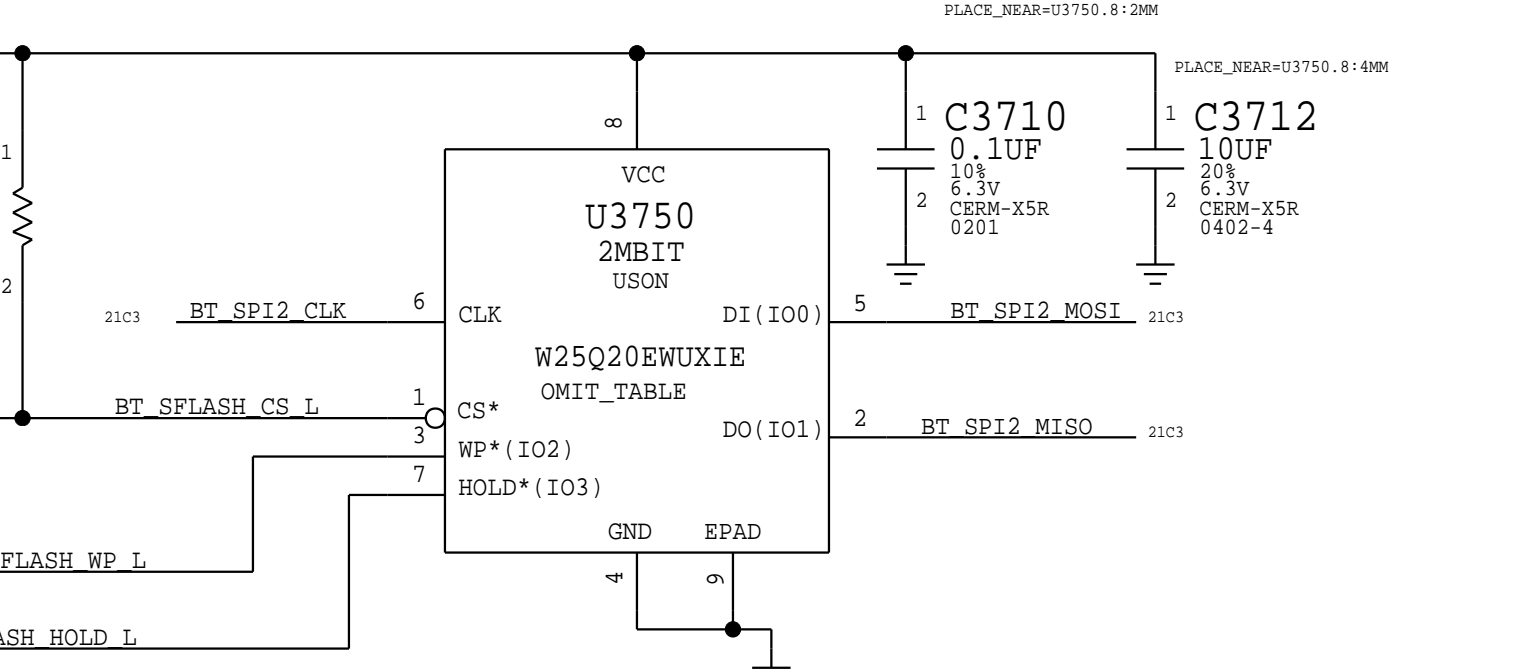 PLACE_NEAR=U3750.8:2MM
PLACE_NEAR=U3750.8:4MM
1
2
8
VCC
U3750
2MBIT
USON
1 C3710
0.1UF
10%
6.3V
2 CERM-X5R
0201
1 C3712
10UF
20%
6.3V
2 CERM-X5R
0402-4
21C3 BT_SPI2_CLK 6 CLK
DI(IO0) 5 BT_SPI2_MOSI 21C3
W25Q20EWUXIE
OMIT_TABLE
BT_SFLASH_CS_L 1 CS*
DO(IO1) 2 BT_SPI2_MISO 21C3
3 WP*(IO2)
7 HOLD*(IO3)
GND EPAD
4 9
FLASH_WP_L
ASH_HOLD_L